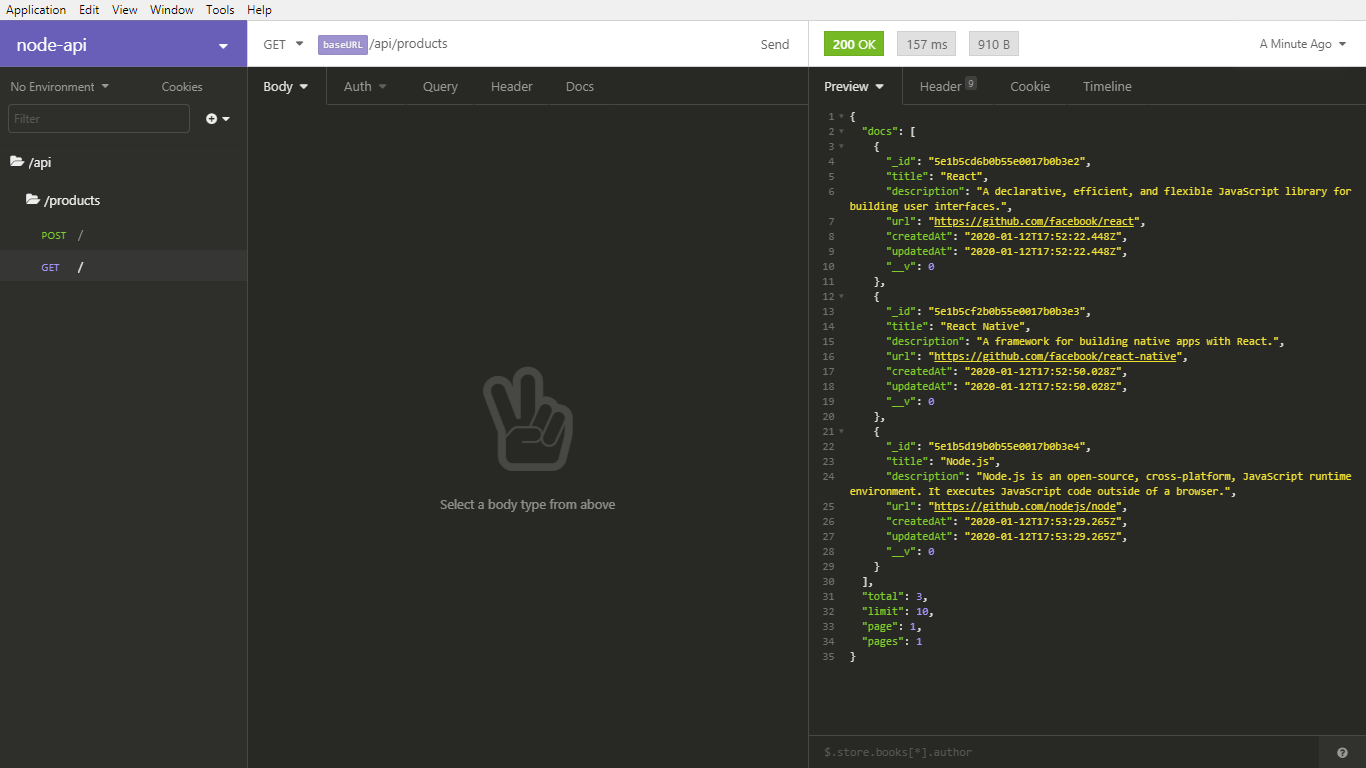 Application Edit View Window Tools Help
node-api
No Environment Cookies
Filter
/api
/products
POST /
GET /
GET baseURL /api/products Send
Body Auth Query Header Docs
Select a body type from above
200 OK 157 ms 910 B A Minute Ago
Preview Header 9 Cookie Timeline
1 {
2 "docs": [
3 {
4 "_id": "5e1b5cd6b0b55e0017b0b3e2",
5 "title": "React",
6 "description": "A declarative, efficient, and flexible JavaScript library for
building user interfaces.",
7 "url": "https://github.com/facebook/react",
8 "createdAt": "2020-01-12T17:52:22.448Z",
9 "updatedAt": "2020-01-12T17:52:22.448Z",
10 "__v": 0
11 },
12 {
13 "_id": "5e1b5cf2b0b55e0017b0b3e3",
14 "title": "React Native",
15 "description": "A framework for building native apps with React.",
16 "url": "https://github.com/facebook/react-native",
17 "createdAt": "2020-01-12T17:52:50.028Z",
18 "updatedAt": "2020-01-12T17:52:50.028Z",
19 "__v": 0
20 },
21 {
22 "_id": "5e1b5d19b0b55e0017b0b3e4",
23 "title": "Node.js",
24 "description": "Node.js is an open-source, cross-platform, JavaScript runtime
environment. It executes JavaScript code outside of a browser.",
25 "url": "https://github.com/nodejs/node",
26 "createdAt": "2020-01-12T17:53:29.265Z",
27 "updatedAt": "2020-01-12T17:53:29.265Z",
28 "__v": 0
29 }
30 ],
31 "total": 3,
32 "limit": 10,
33 "page": 1,
34 "pages": 1
35 }
$.store.books[*].author